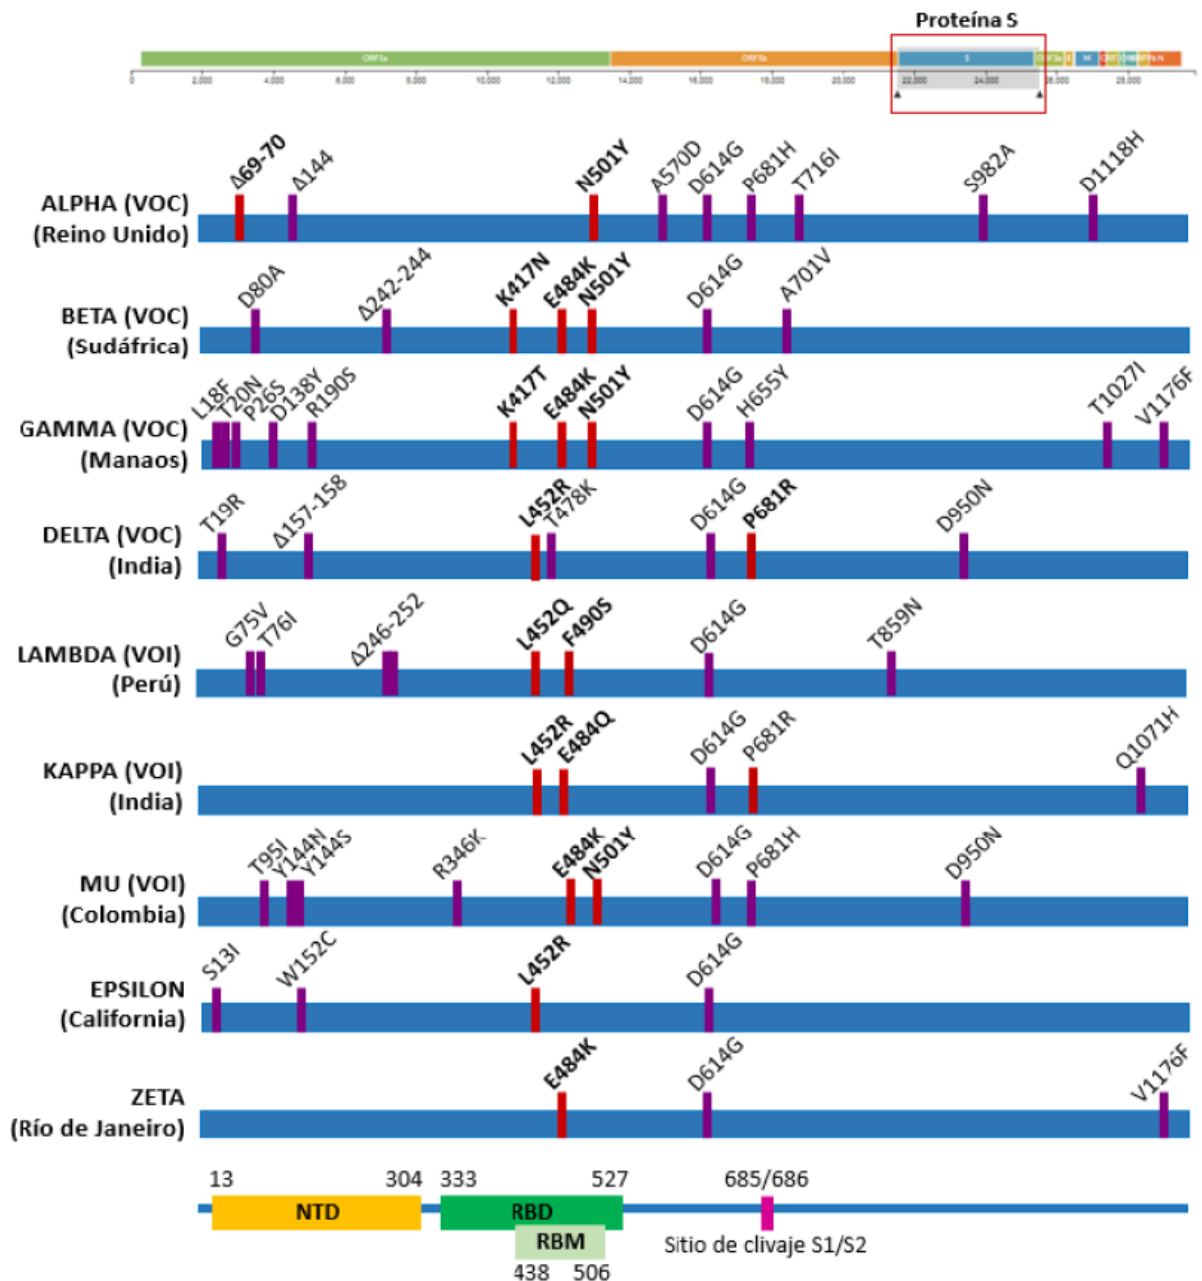 Proteína S
ORF1a ORF1b S ORF3a E M N
0 2,000 4,000 6,000 8,000 10,000 12,000 14,000 16,000 18,000 20,000 22,000 24,000 26,000 28,000
Δ69-70 Δ144 N501Y A570D D614G P681H T716I S982A D1118H
ALPHA (VOC)
(Reino Unido)
D80A Δ242-244 K417N E484K N501Y D614G A701V
BETA (VOC)
(Sudáfrica)
L18F T20N P26S D138Y R190S K417T E484K N501Y D614G H655Y T1027I V1176F
GAMMA (VOC)
(Manaos)
T19R Δ157-158 L452R T478K D614G P681R D950N
DELTA (VOC)
(India)
G75V T76I Δ246-252 L452Q F490S D614G T859N
LAMBDA (VOI)
(Perú)
L452R E484Q D614G P681R Q1071H
KAPPA (VOI)
(India)
T95I Y144N Y144S R346K E484K N501Y D614G P681H D950N
MU (VOI)
(Colombia)
S13I W152C L452R D614G
EPSILON
(California)
E484K D614G V1176F
ZETA
(Río de Janeiro)
13 304 333 527 685/686
NTD RBD
RBM Sitio de clivaje S1/S2
438 506